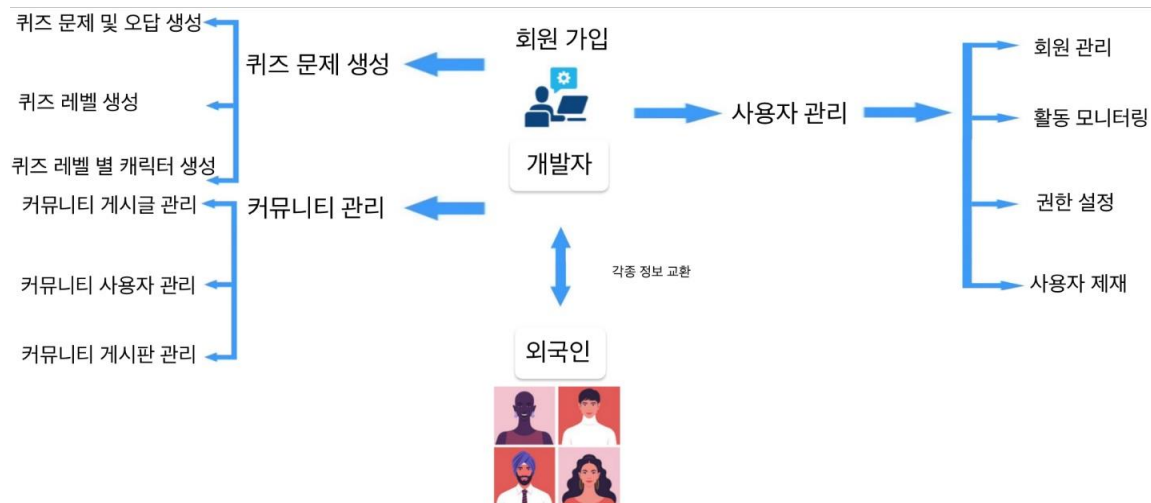 퀴즈 문제 및 오답 생성
퀴즈 레벨 생성
퀴즈 레벨 별 캐릭터 생성
퀴즈 문제 생성
커뮤니티 게시글 관리
커뮤니티 사용자 관리
커뮤니티 게시판 관리
커뮤니티 관리
회원 가입
개발자
각종 정보 교환
외국인
사용자 관리
회원 관리
활동 모니터링
권한 설정
사용자 제재